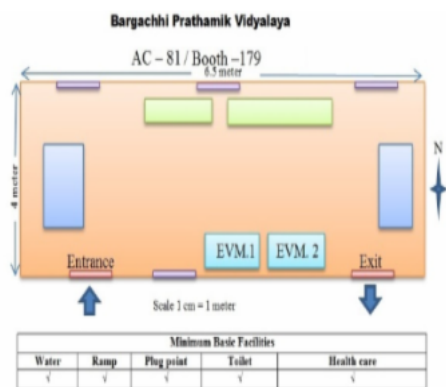 Bargachhi Prathamik Vidyalaya
AC – 81 / Booth –179
6.5 meter
4 meter
N
EVM.1 EVM. 2
Entrance Exit
Scale 1 cm = 1 meter
Minimum Basic Facilities
Water Ramp Plug point Toilet Health care
√ √ √ √ √